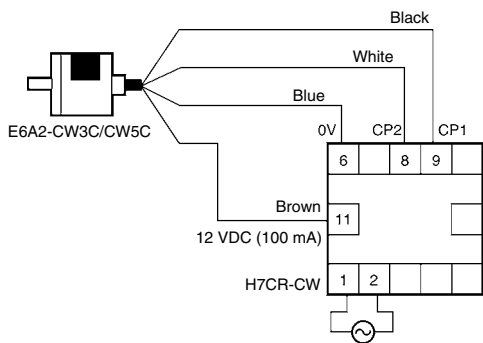 Black
White
Blue
E6A2-CW3C/CW5C
0V CP2 CP1
6 8 9
Brown
11
12 VDC (100 mA)
H7CR-CW
1 2